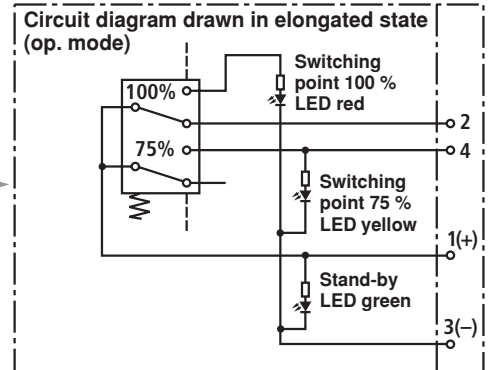 Circuit diagram drawn in elongated state
(op. mode)
Switching
point 100 %
LED red
100%
2
75%
4
Switching
point 75 %
LED yellow
1(+)
Stand-by
LED green
3(–)